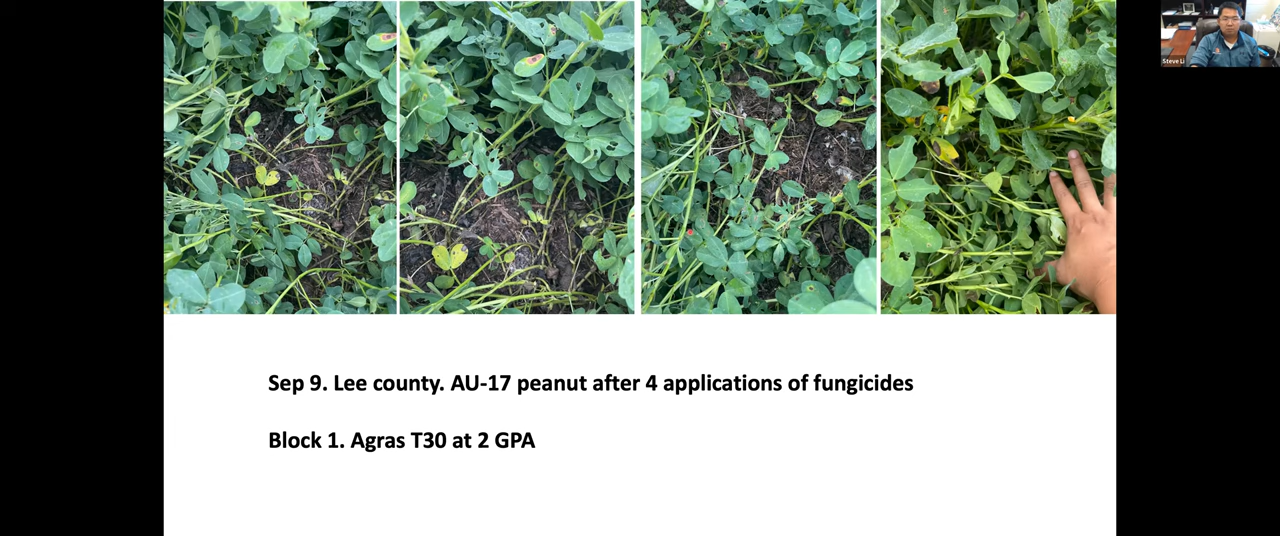 Steve Li
Sep 9. Lee county. AU-17 peanut after 4 applications of fungicides
Block 1. Agras T30 at 2 GPA